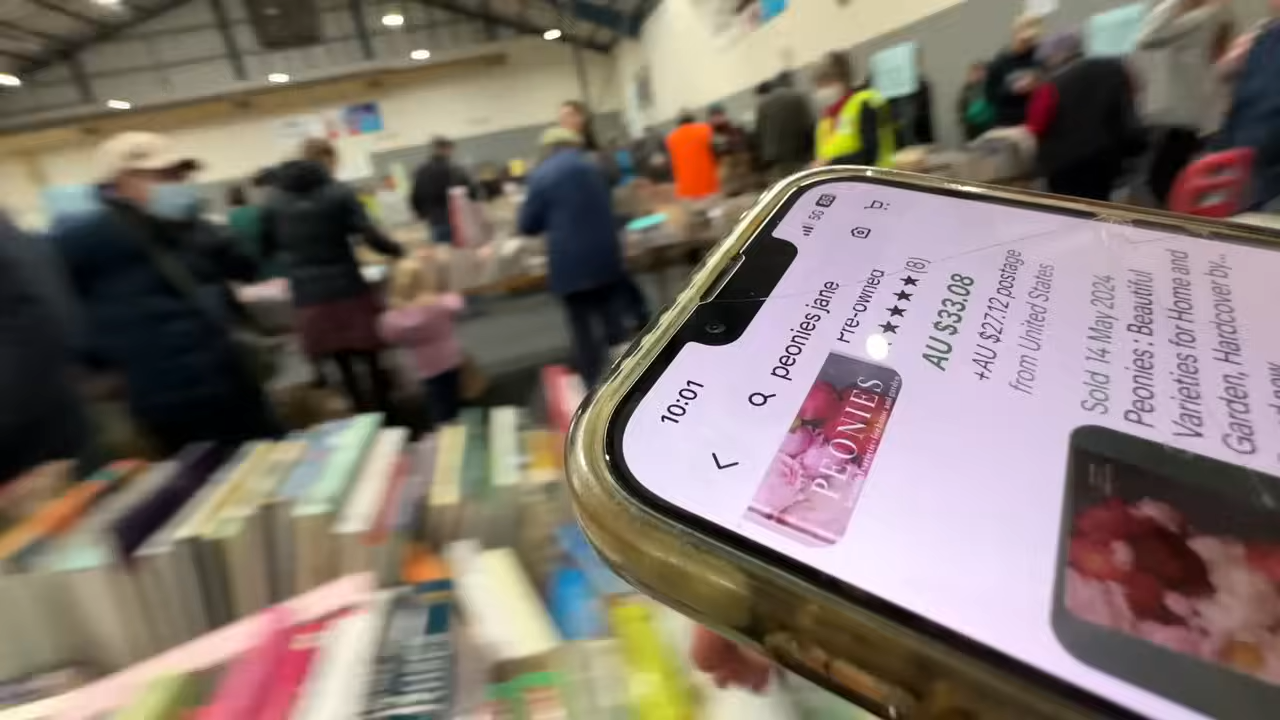 10:01
5G
peonies jane
Pre-owned
(8)
AU $33.08
+AU $27.12 postage
from United States
Sold 14 May 2024
Peonies : Beautiful
Varieties for Home and
Garden, Hardcover by...
PEONIES